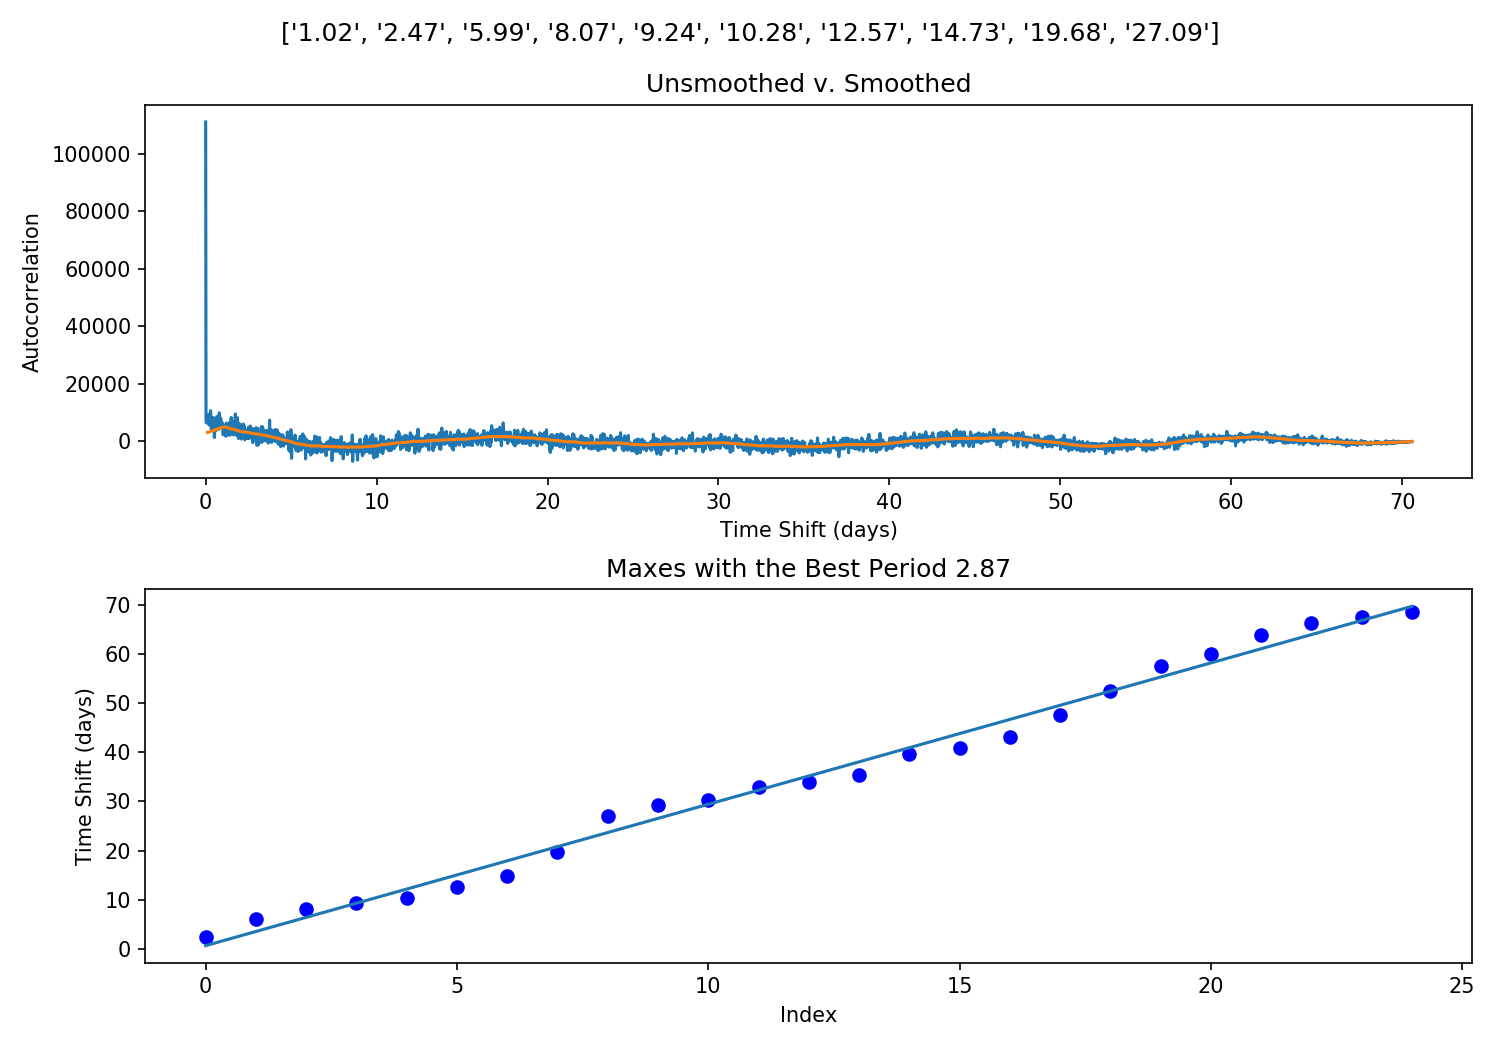 ['1.02', '2.47', '5.99', '8.07', '9.24', '10.28', '12.57', '14.73', '19.68', '27.09']
Unsmoothed v. Smoothed
100000
80000
60000
40000
20000
0
Autocorrelation
0 10 20 30 40 50 60 70
Time Shift (days)
Maxes with the Best Period 2.87
70
60
50
40
30
20
10
0
Time Shift (days)
0 5 10 15 20 25
Index